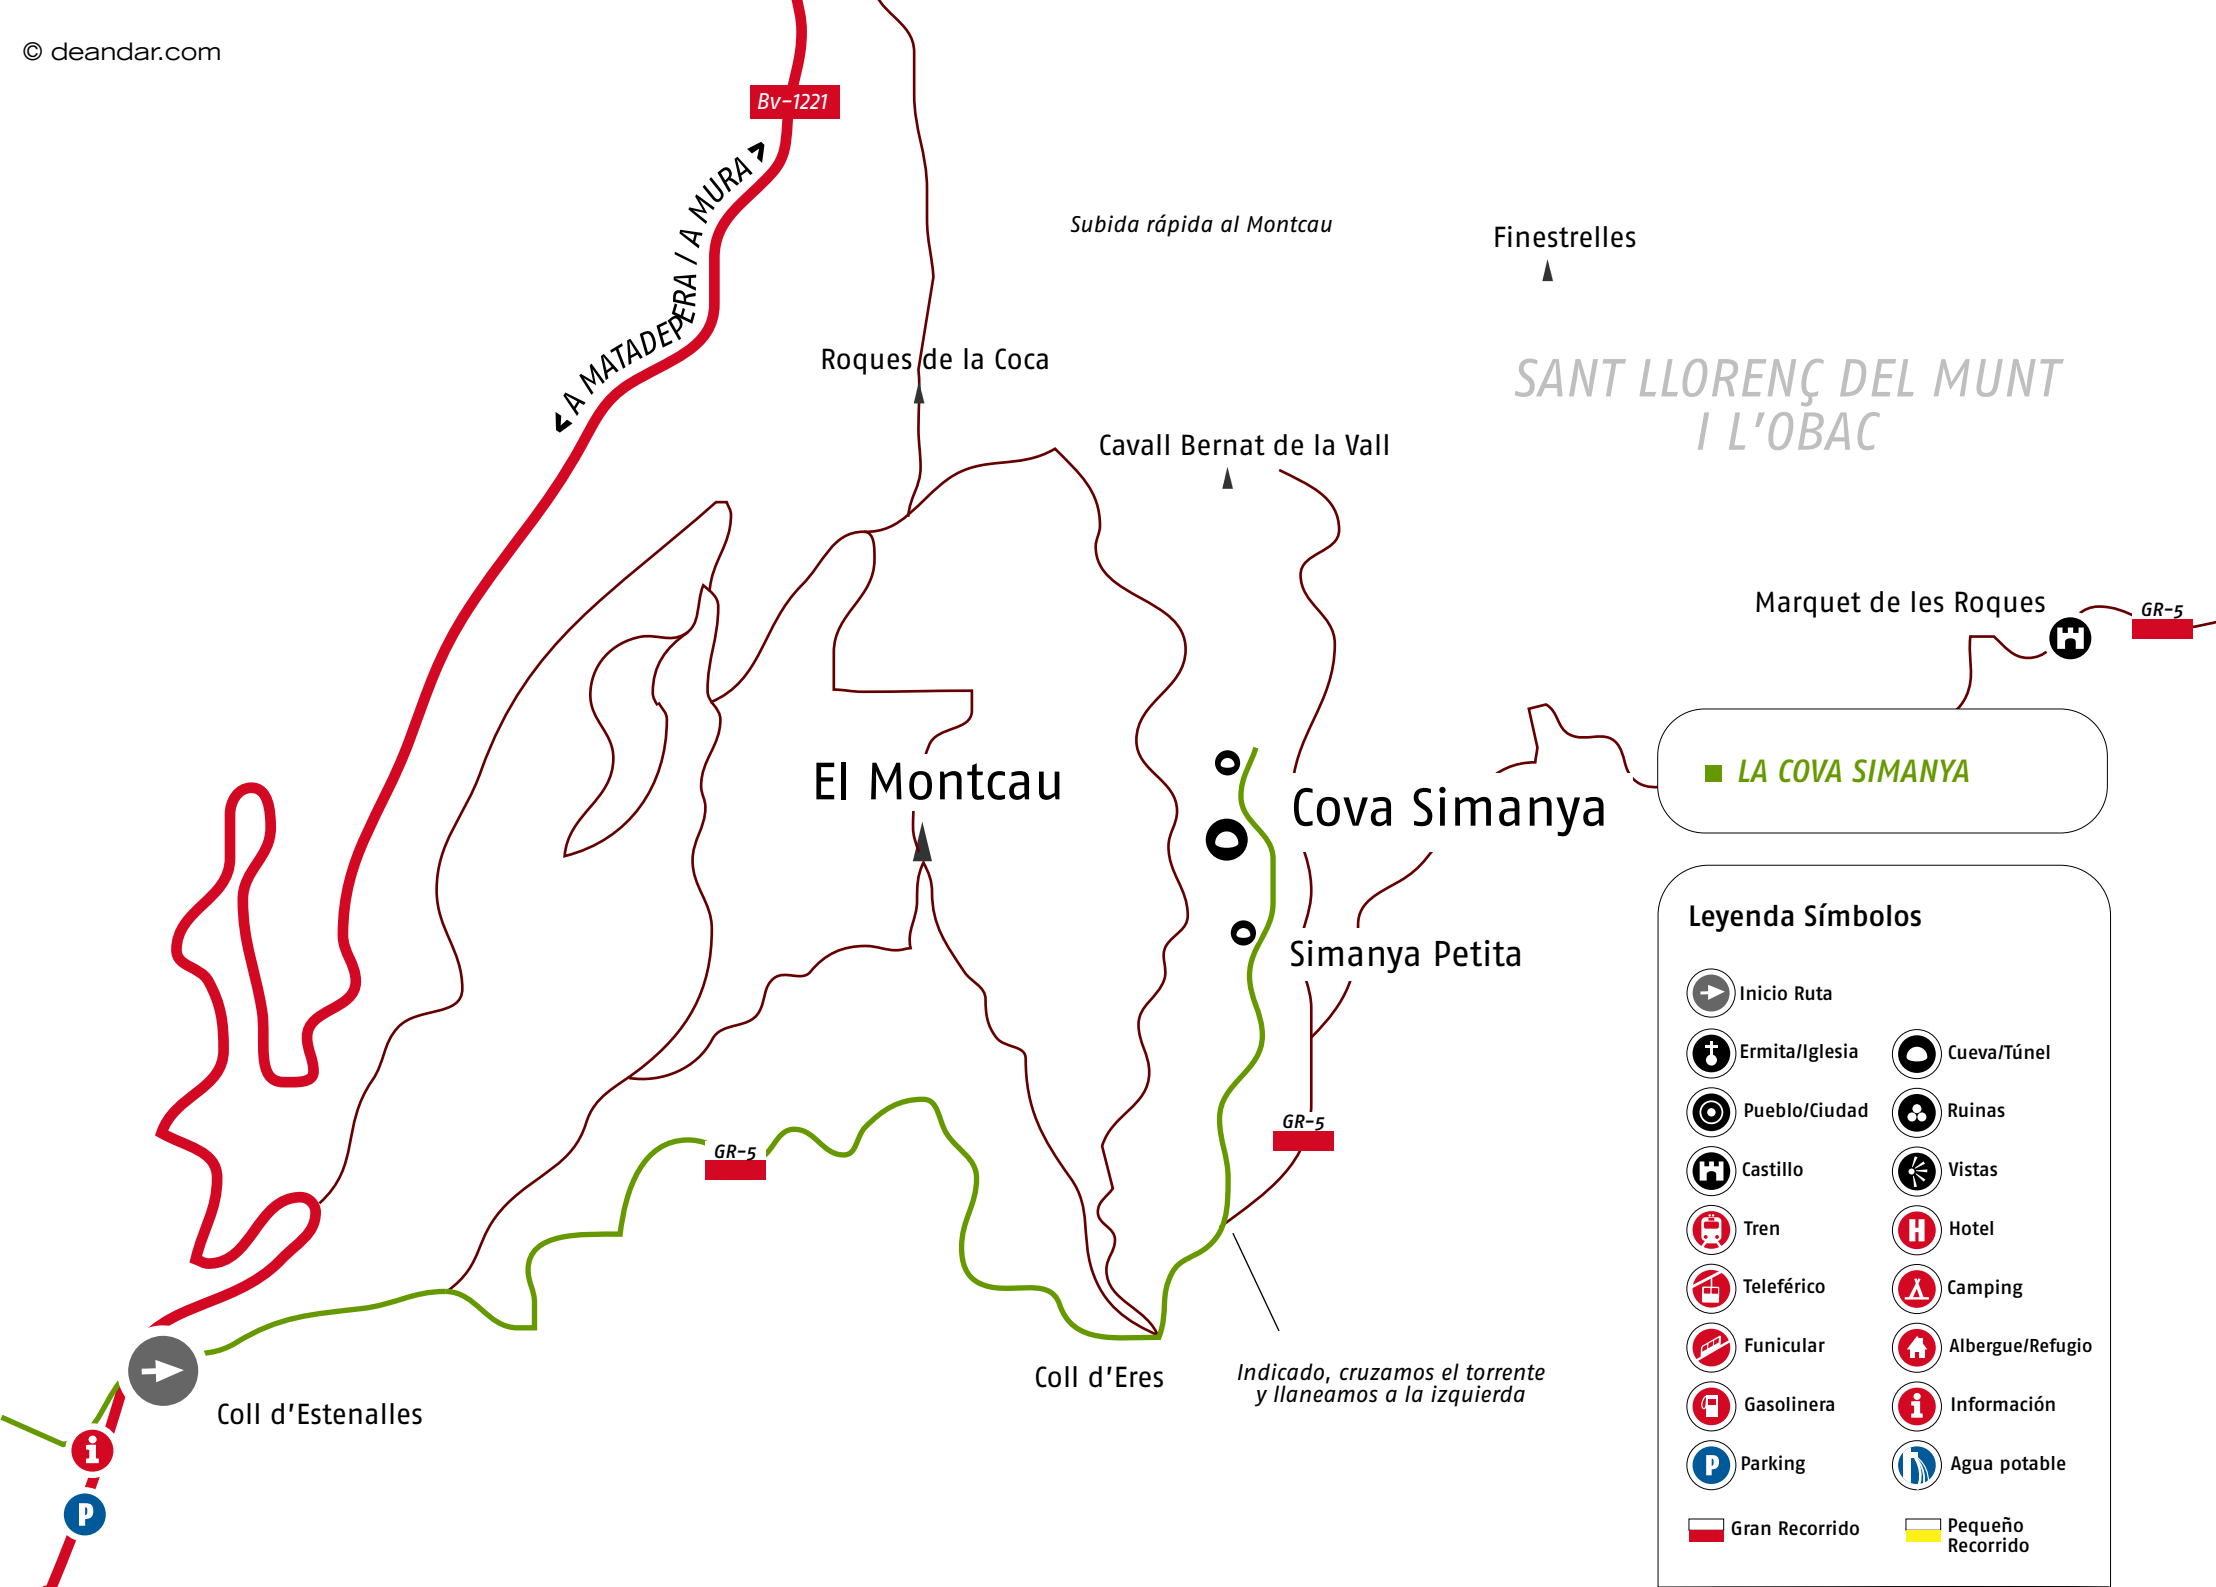 © deandar.com
Bv-1221
< A MATADEPERA / A MURA >
Subida rápida al Montcau
Finestrelles
Roques de la Coca
SANT LLORENÇ DEL MUNT
I L'OBAC
Cavall Bernat de la Vall
Marquet de les Roques
GR-5
El Montcau
Cova Simanya
LA COVA SIMANYA
Simanya Petita
GR-5
GR-5
Coll d'Eres
Indicado, cruzamos el torrente
y llaneamos a la izquierda
Coll d'Estenalles
i
P
Leyenda Símbolos
Inicio Ruta
Ermita/Iglesia
Cueva/Túnel
Pueblo/Ciudad
Ruinas
Castillo
Vistas
Tren
H Hotel
Teleférico
Camping
Funicular
Albergue/Refugio
Gasolinera
i Información
P Parking
Agua potable
Gran Recorrido
Pequeño
Recorrido